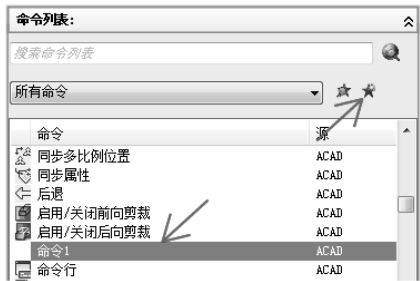 命令列表:
搜索命令列表
所有命令
命令 源
同步多比例位置 ACAD
同步属性 ACAD
后退 ACAD
启用/关闭前向剪裁 ACAD
启用/关闭后向剪裁 ACAD
命令1 ACAD
命令行 ACAD